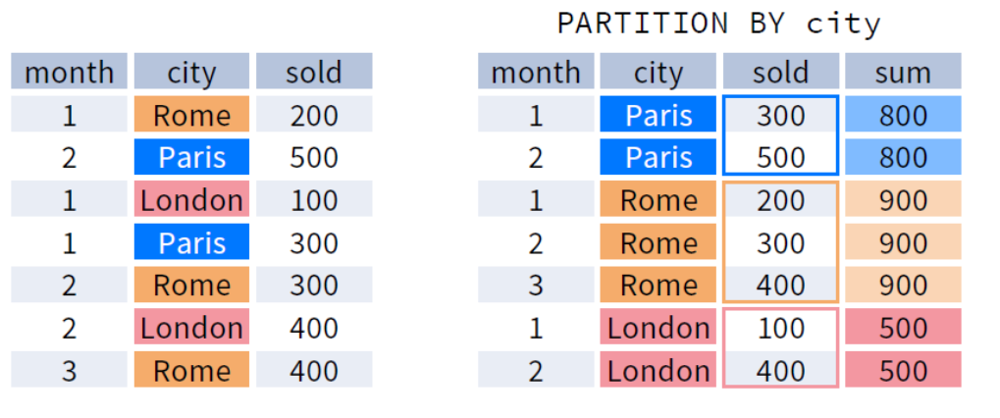 PARTITION BY city
month city sold
1 Rome 200
2 Paris 500
1 London 100
1 Paris 300
2 Rome 300
2 London 400
3 Rome 400
month city sold sum
1 Paris 300 800
2 Paris 500 800
1 Rome 200 900
2 Rome 300 900
3 Rome 400 900
1 London 100 500
2 London 400 500